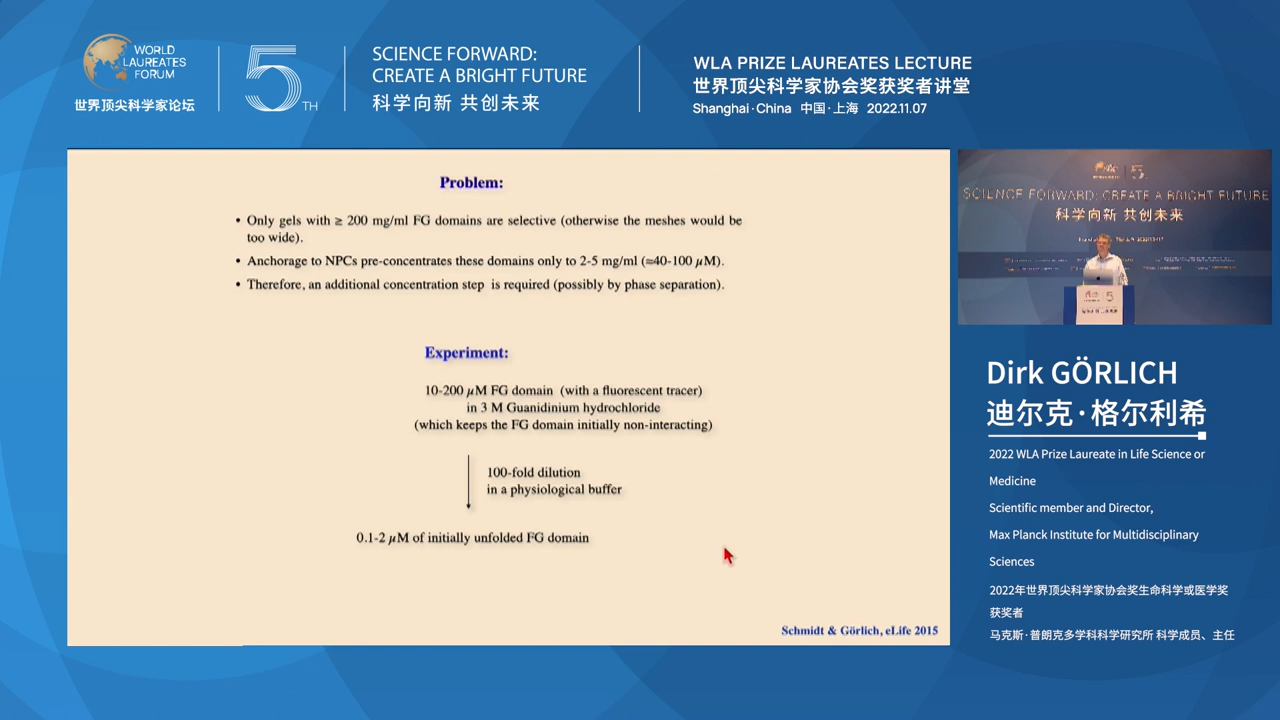 WORLD
LAUREATES
FORUM
世界顶尖科学家论坛
5TH
SCIENCE FORWARD:
CREATE A BRIGHT FUTURE
科学向新 共创未来
WLA PRIZE LAUREATES LECTURE
世界顶尖科学家协会奖获奖者讲堂
Shanghai·China 中国·上海 2022.11.07
Problem:
• Only gels with ≥ 200 mg/ml FG domains are selective (otherwise the meshes would be
too wide).
• Anchorage to NPCs pre-concentrates these domains only to 2-5 mg/ml (≈40-100 µM).
• Therefore, an additional concentration step is required (possibly by phase separation).
Experiment:
10-200 µM FG domain (with a fluorescent tracer)
in 3 M Guanidinium hydrochloride
(which keeps the FG domain initially non-interacting)
100-fold dilution
in a physiological buffer
0.1-2 µM of initially unfolded FG domain
Schmidt & Görlich, eLife 2015
5
SCIENCE FORWARD: CREATE A BRIGHT FUTURE
科学向新 共创未来
Dirk GÖRLICH
迪尔克·格尔利希
2022 WLA Prize Laureate in Life Science or
Medicine
Scientific member and Director,
Max Planck Institute for Multidisciplinary
Sciences
2022年世界顶尖科学家协会奖生命科学或医学奖
获奖者
马克斯·普朗克多学科科学研究所 科学成员、主任